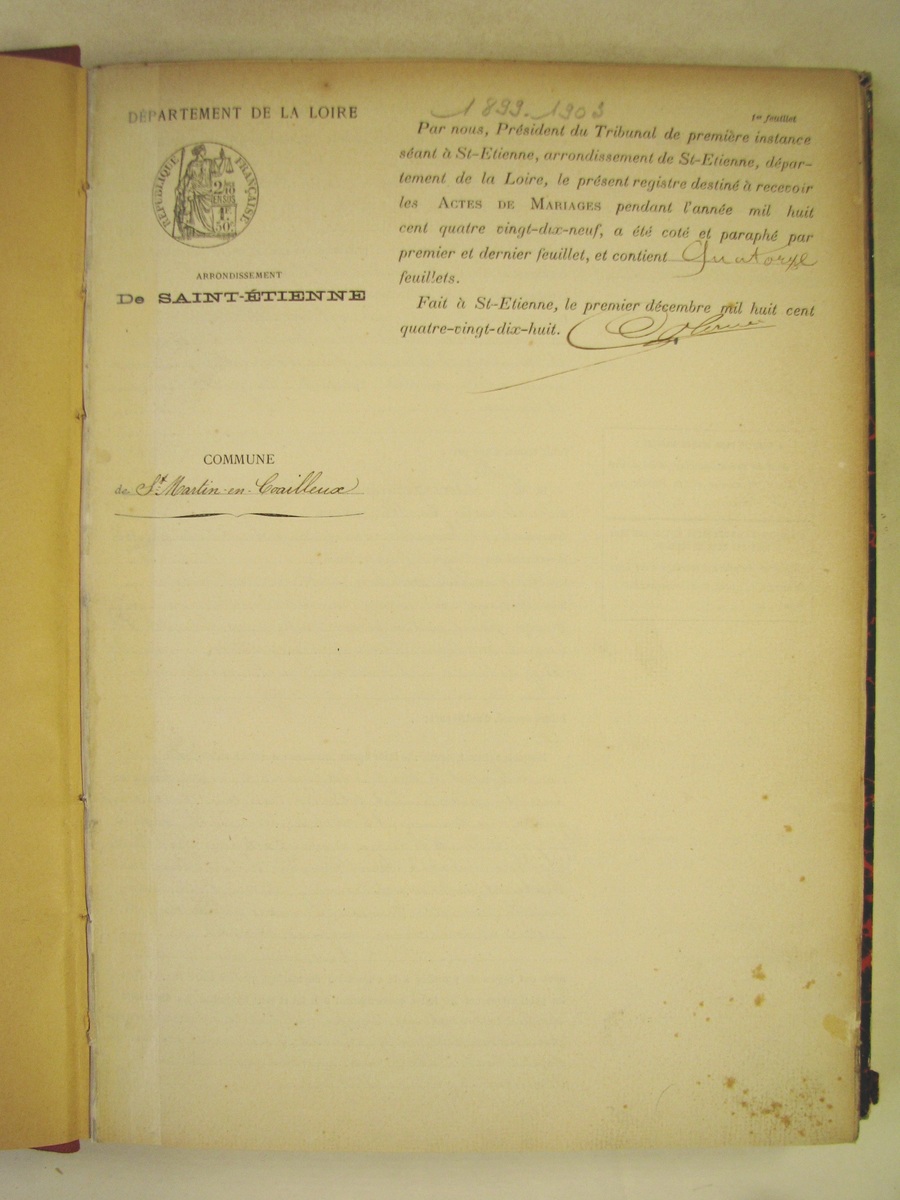 DÉPARTEMENT DE LA LOIRE
RÉPUBLIQUE FRANÇAISE
ARRONDISSEMENT
De SAINT-ÉTIENNE
COMMUNE
de St Martin-en-Coailleux
1899-1903
1er feuillet
Par nous, Président du Tribunal de première instance
séant à St-Etienne, arrondissement de St-Etienne, dépar-
tement de la Loire, le présent registre destiné à recevoir
les ACTES DE MARIAGES pendant l'année mil huit
cent quatre vingt-dix-neuf, a été coté et paraphé par
premier et dernier feuillet, et contient Quatorze
feuillets.
Fait à St-Etienne, le premier décembre mil huit cent
quatre-vingt-dix-huit.